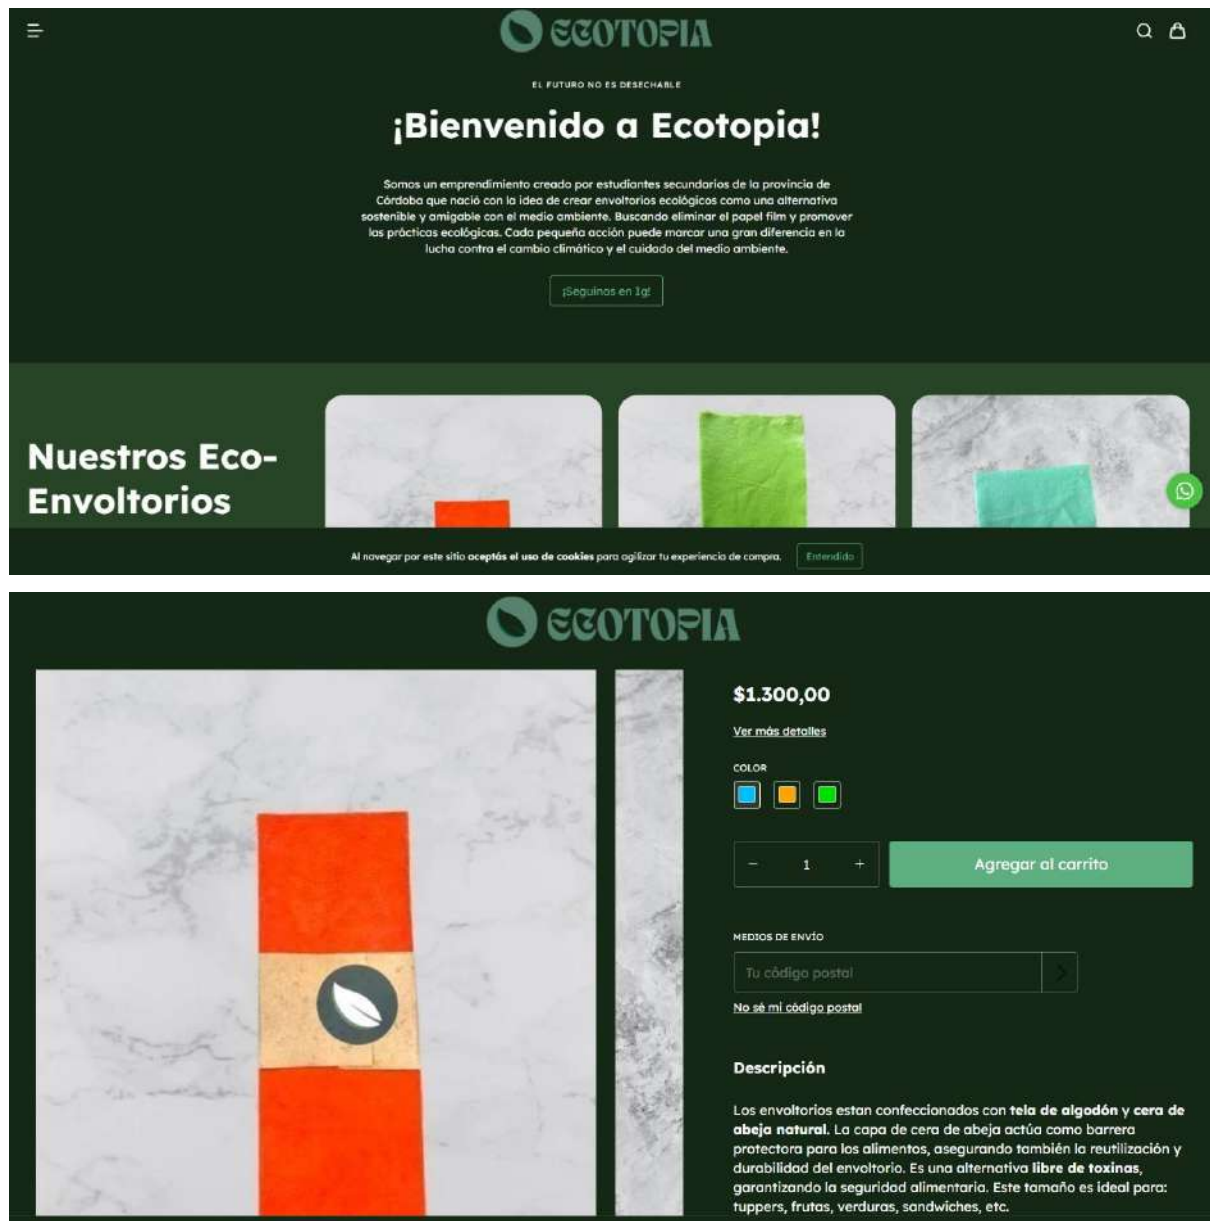 ECOTOPIA
EL FUTURO NO ES DESECHABLE
¡Bienvenido a Ecotopia!
Somos un emprendimiento creado por estudiantes secundarios de la provincia de
Córdoba que nació con la idea de crear envoltorios ecológicos como una alternativa
sostenible y amigable con el medio ambiente. Buscando eliminar el papel film y promover
las prácticas ecológicas. Cada pequeña acción puede marcar una gran diferencia en la
lucha contra el cambio climático y el cuidado del medio ambiente.
¡Seguinos en Ig!
Nuestros Eco-
Envoltorios
Al navegar por este sitio aceptás el uso de cookies para agilizar tu experiencia de compra.
Entendido
ECOTOPIA
$1.300,00
Ver más detalles
COLOR
− 1 +
Agregar al carrito
MEDIOS DE ENVÍO
Tu código postal
No sé mi código postal
Descripción
Los envoltorios estan confeccionados con tela de algodón y cera de
abeja natural. La capa de cera de abeja actúa como barrera
protectora para los alimentos, asegurando también la reutilización y
durabilidad del envoltorio. Es una alternativa libre de toxinas,
garantizando la seguridad alimentaria. Este tamaño es ideal para:
tuppers, frutas, verduras, sandwiches, etc.